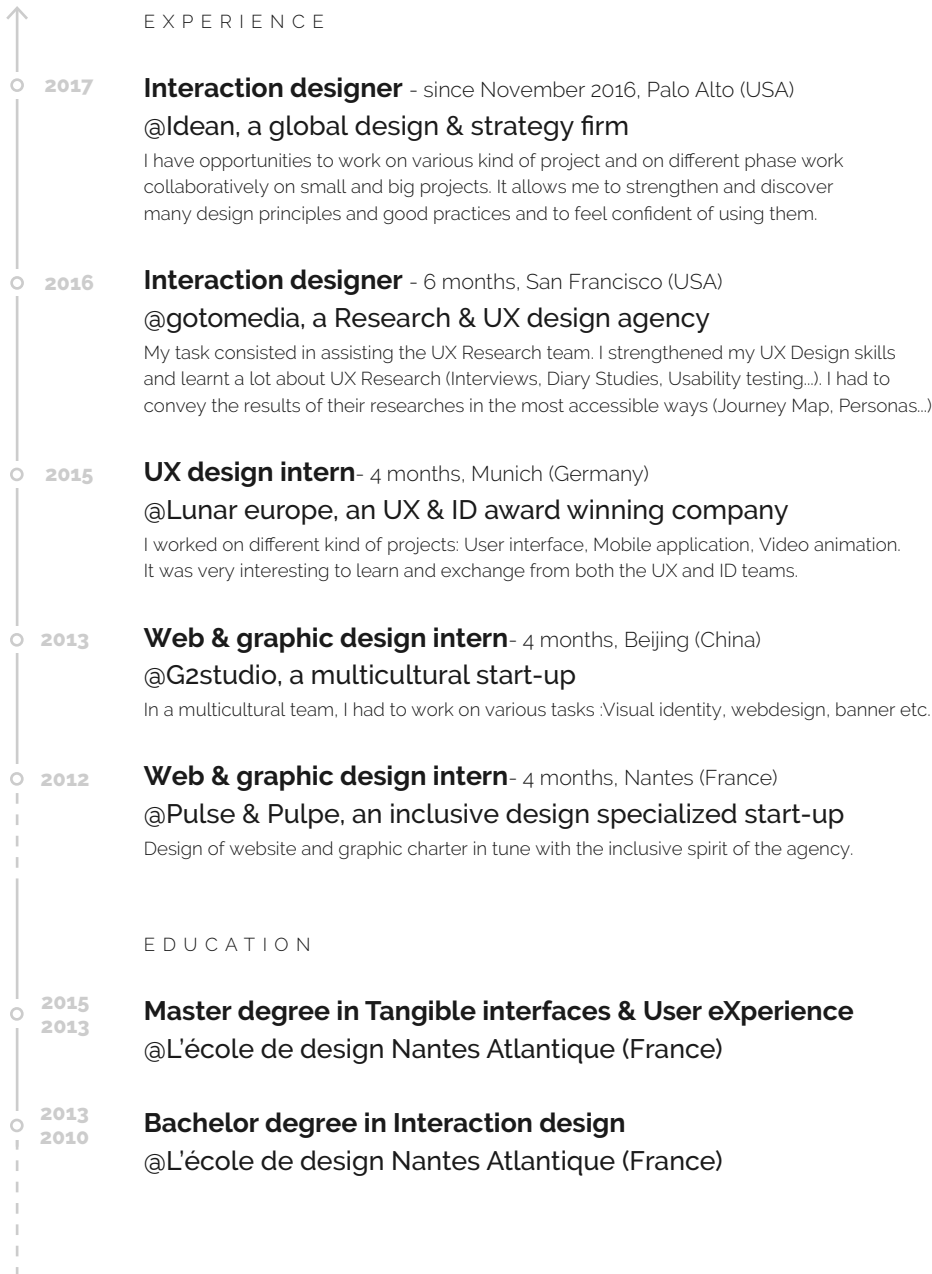 EXPERIENCE
2017
Interaction designer - since November 2016, Palo Alto (USA)
@Idean, a global design & strategy firm
I have opportunities to work on various kind of project and on different phase work
collaboratively on small and big projects. It allows me to strengthen and discover
many design principles and good practices and to feel confident of using them.
2016
Interaction designer - 6 months, San Francisco (USA)
@gotomedia, a Research & UX design agency
My task consisted in assisting the UX Research team. I strengthened my UX Design skills
and learnt a lot about UX Research (Interviews, Diary Studies, Usability testing...). I had to
convey the results of their researches in the most accessible ways (Journey Map, Personas...)
2015
UX design intern- 4 months, Munich (Germany)
@Lunar europe, an UX & ID award winning company
I worked on different kind of projects: User interface, Mobile application, Video animation.
It was very interesting to learn and exchange from both the UX and ID teams.
2013
Web & graphic design intern- 4 months, Beijing (China)
@G2studio, a multicultural start-up
In a multicultural team, I had to work on various tasks :Visual identity, webdesign, banner etc.
2012
Web & graphic design intern- 4 months, Nantes (France)
@Pulse & Pulpe, an inclusive design specialized start-up
Design of website and graphic charter in tune with the inclusive spirit of the agency.
EDUCATION
2015
2013
Master degree in Tangible interfaces & User eXperience
@L'école de design Nantes Atlantique (France)
2013
2010
Bachelor degree in Interaction design
@L'école de design Nantes Atlantique (France)